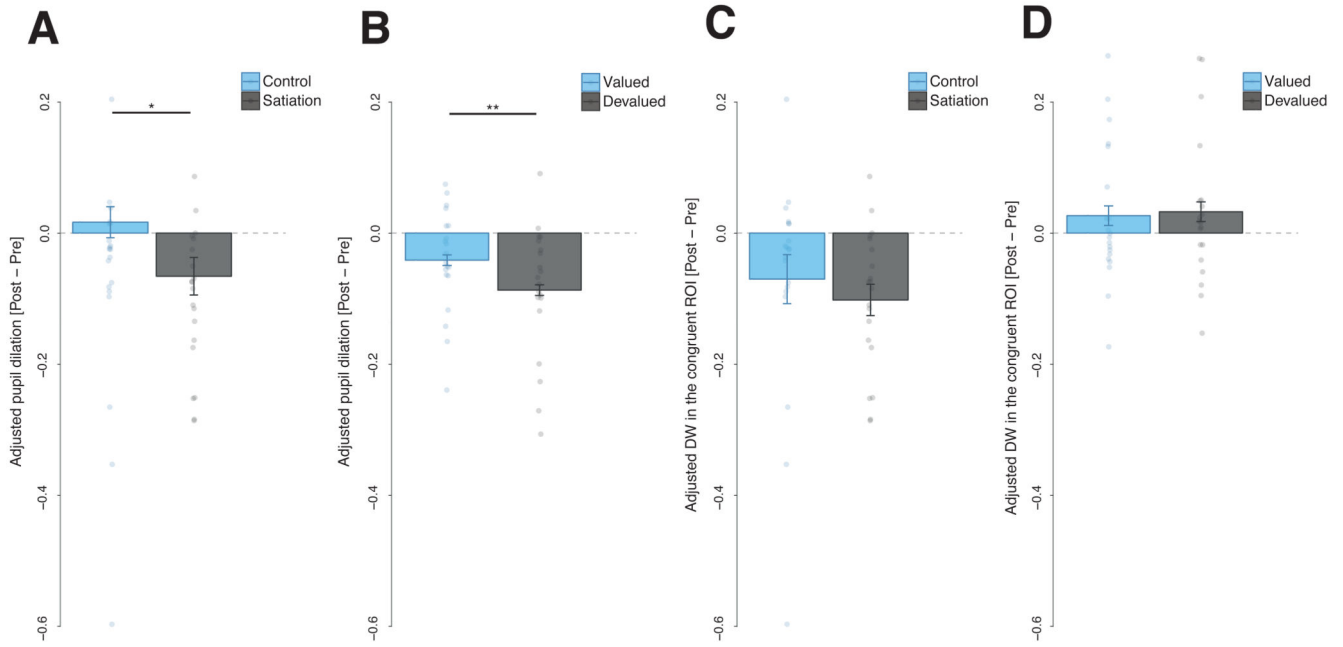 A
Control
Satiation
*
0.2
0.0
−0.2
−0.4
−0.6
Adjusted pupil dilation [Post − Pre]
B
Valued
Devalued
**
0.2
0.0
−0.2
−0.4
−0.6
Adjusted pupil dilation [Post − Pre]
C
Control
Satiation
0.2
0.0
−0.2
−0.4
−0.6
Adjusted DW in the congruent ROI [Post − Pre]
D
Valued
Devalued
0.2
0.0
−0.2
−0.4
−0.6
Adjusted DW in the congruent ROI [Post − Pre]